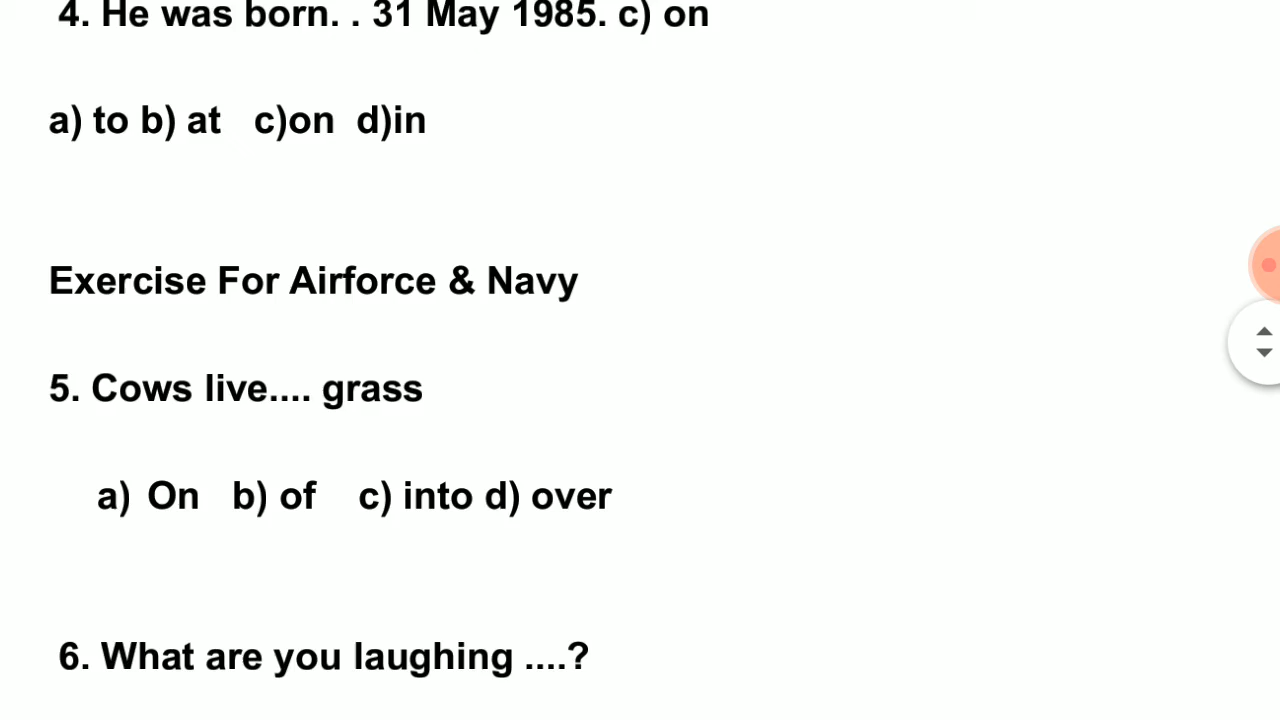 4. He was born. . 31 May 1985. c) on
a) to b) at c)on d)in
Exercise For Airforce & Navy
5. Cows live.... grass
a) On b) of c) into d) over
6. What are you laughing ....?